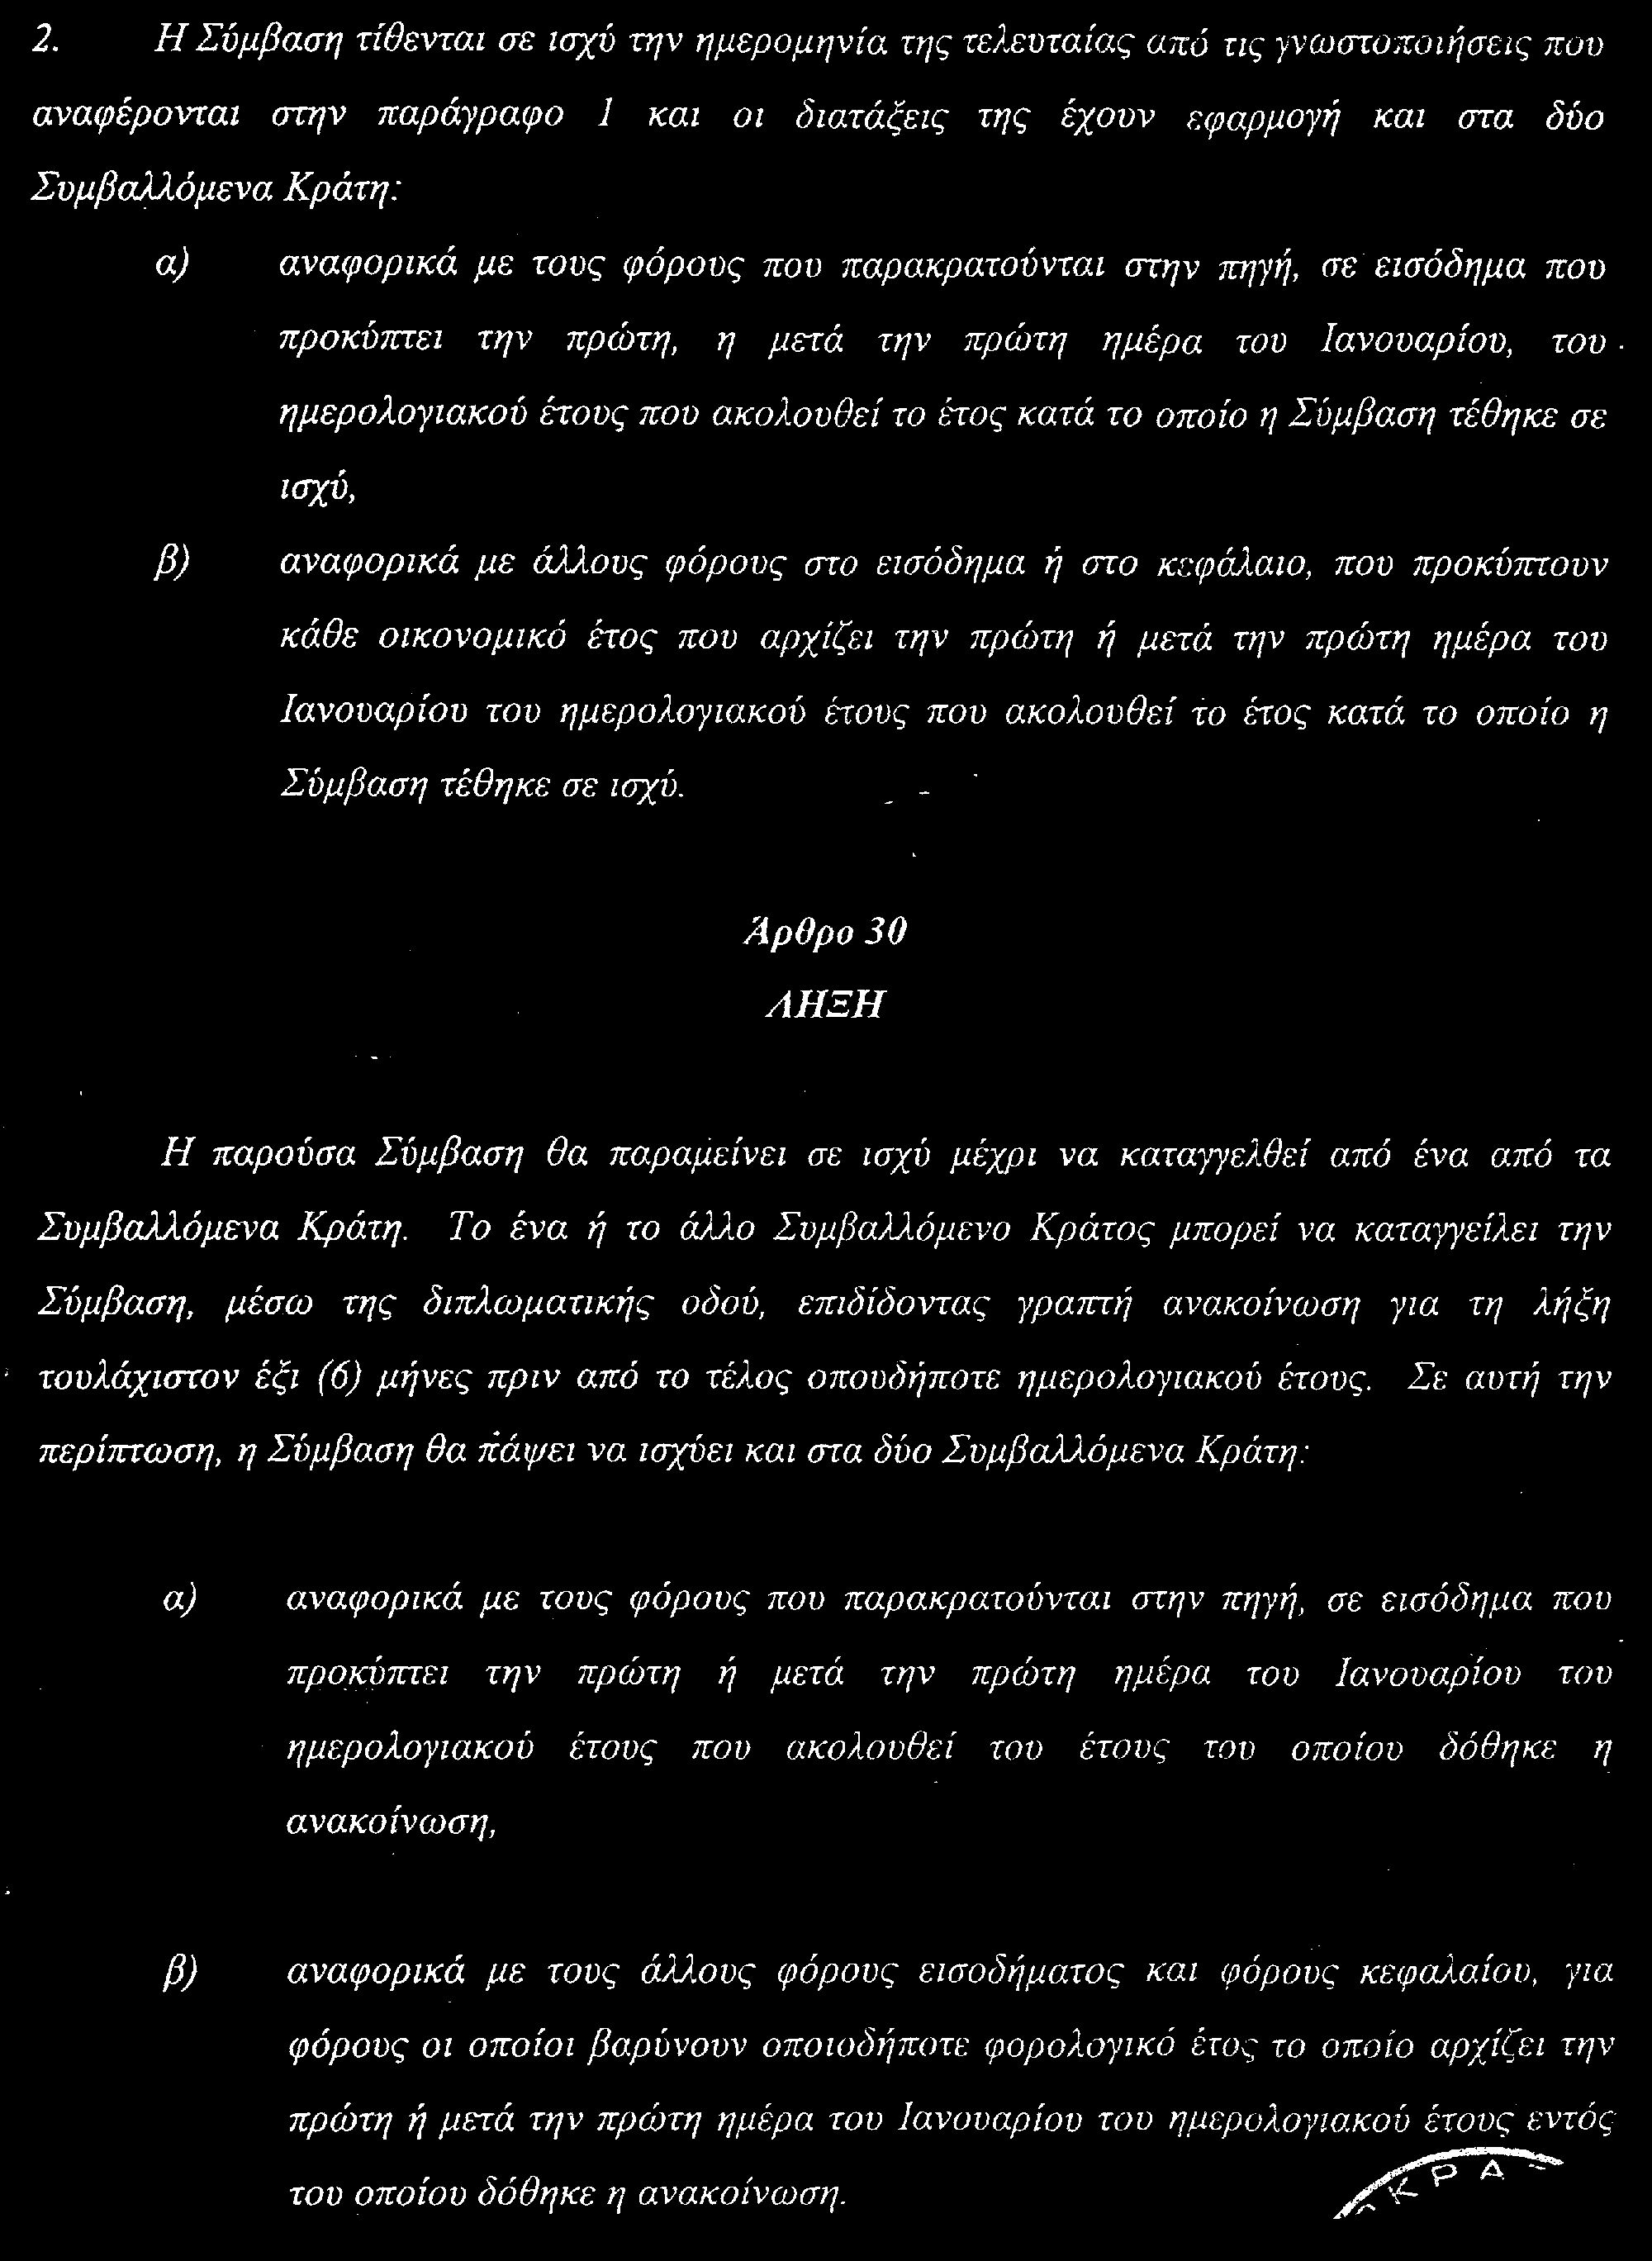 2. Η Σύμβαση τίθενται σε ισχύ την ημερομηνία της τελευταίας από τις γνωστοποιήσεις που
αναφέρονται στην παράγραφο 1 και οι διατάξεις της έχουν εφαρμογή και στα δύο
Συμβαλλόμενα Κράτη:
α) αναφορικά με τους φόρους που παρακρατούνται στην πηγή, σε εισόδημα που
προκύπτει την πρώτη, η μετά την πρώτη ημέρα του Ιανουαρίου, του
ημερολογιακού έτους που ακολουθεί το έτος κατά το οποίο η Σύμβαση τέθηκε σε
ισχύ,
β) αναφορικά με άλλους φόρους στο εισόδημα ή στο κεφάλαιο, που προκύπτουν
κάθε οικονομικό έτος που αρχίζει την πρώτη ή μετά την πρώτη ημέρα του
Ιανουαρίου του ημερολογιακού έτους που ακολουθεί το έτος κατά το οποίο η
Σύμβαση τέθηκε σε ισχύ.
Άρθρο 30
ΛΗΞΗ
Η παρούσα Σύμβαση θα παραμείνει σε ισχύ μέχρι να καταγγελθεί από ένα από τα
Συμβαλλόμενα Κράτη. Το ένα ή το άλλο Συμβαλλόμενο Κράτος μπορεί να καταγγείλει την
Σύμβαση, μέσω της διπλωματικής οδού, επιδίδοντας γραπτή ανακοίνωση για τη λήξη
τουλάχιστον έξι (6) μήνες πριν από το τέλος οπουδήποτε ημερολογιακού έτους. Σε αυτή την
περίπτωση, η Σύμβαση θα πάψει να ισχύει και στα δύο Συμβαλλόμενα Κράτη:
α) αναφορικά με τους φόρους που παρακρατούνται στην πηγή, σε εισόδημα που
προκύπτει την πρώτη ή μετά την πρώτη ημέρα του Ιανουαρίου του
ημερολογιακού έτους που ακολουθεί του έτους του οποίου δόθηκε η
ανακοίνωση,
β) αναφορικά με τους άλλους φόρους εισοδήματος και φόρους κεφαλαίου, για
φόρους οι οποίοι βαρύνουν οποιοδήποτε φορολογικό έτος το οποίο αρχίζει την
πρώτη ή μετά την πρώτη ημέρα του Ιανουαρίου του ημερολογιακού έτους εντός
του οποίου δόθηκε η ανακοίνωση.